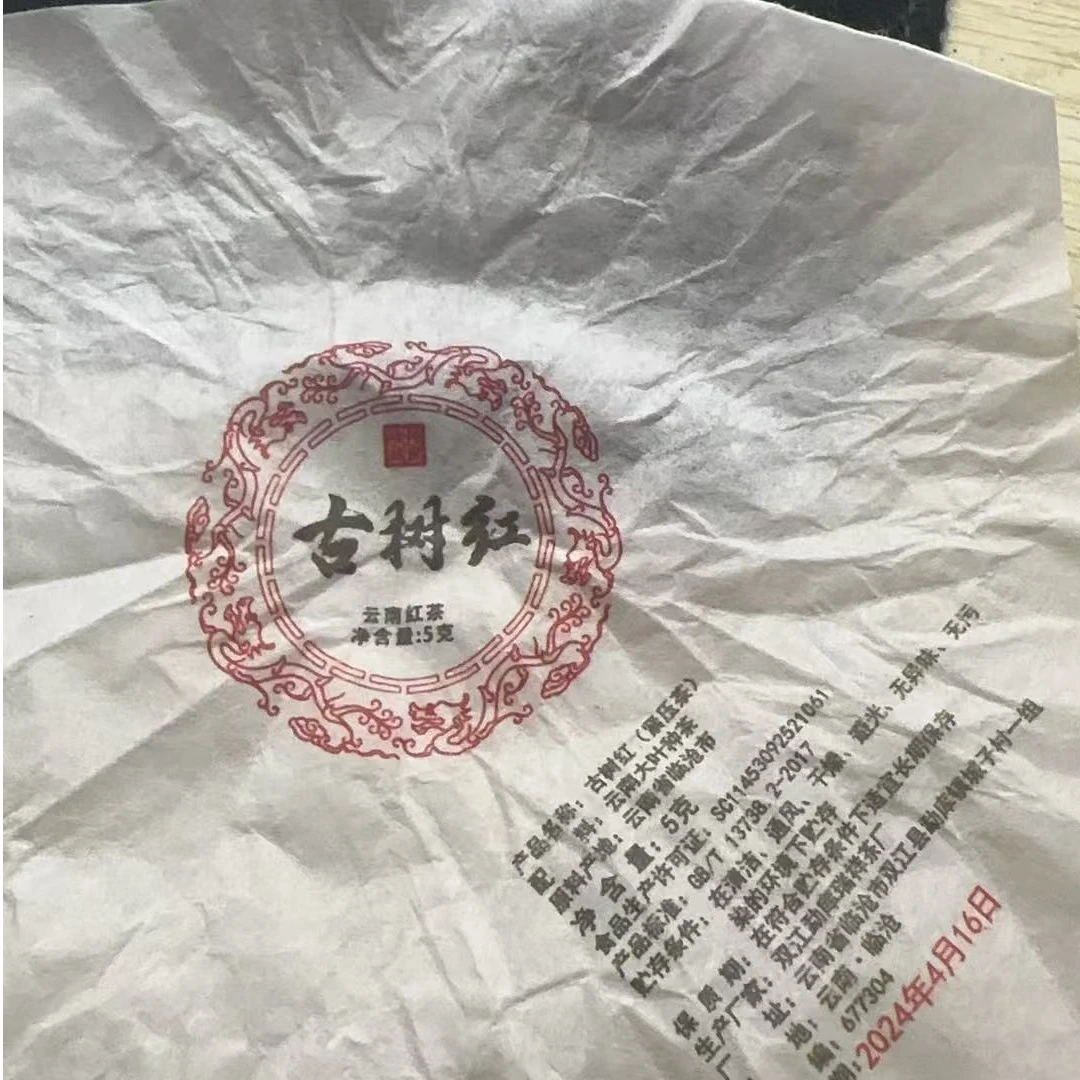 古树红
云南红茶
净含量:5克
产品名称：古树红（紧压茶）
配 料：云南大叶种茶
原料产地：云南省临沧市
净含量：5克
食品生产许可证：SC11453092521061
产品标准：GB/T 13738.2-2017
贮存条件：在清洁、通风、干燥、避光、无异味、无污
染的环境下贮存
保质期：在符合贮存条件下适宜长期保存
生产厂家：双江勐库 茶厂
厂 址：云南省临沧市双江县勐库镇 子村一组
地：云南·临沧
编：677304
期：2024年4月16日